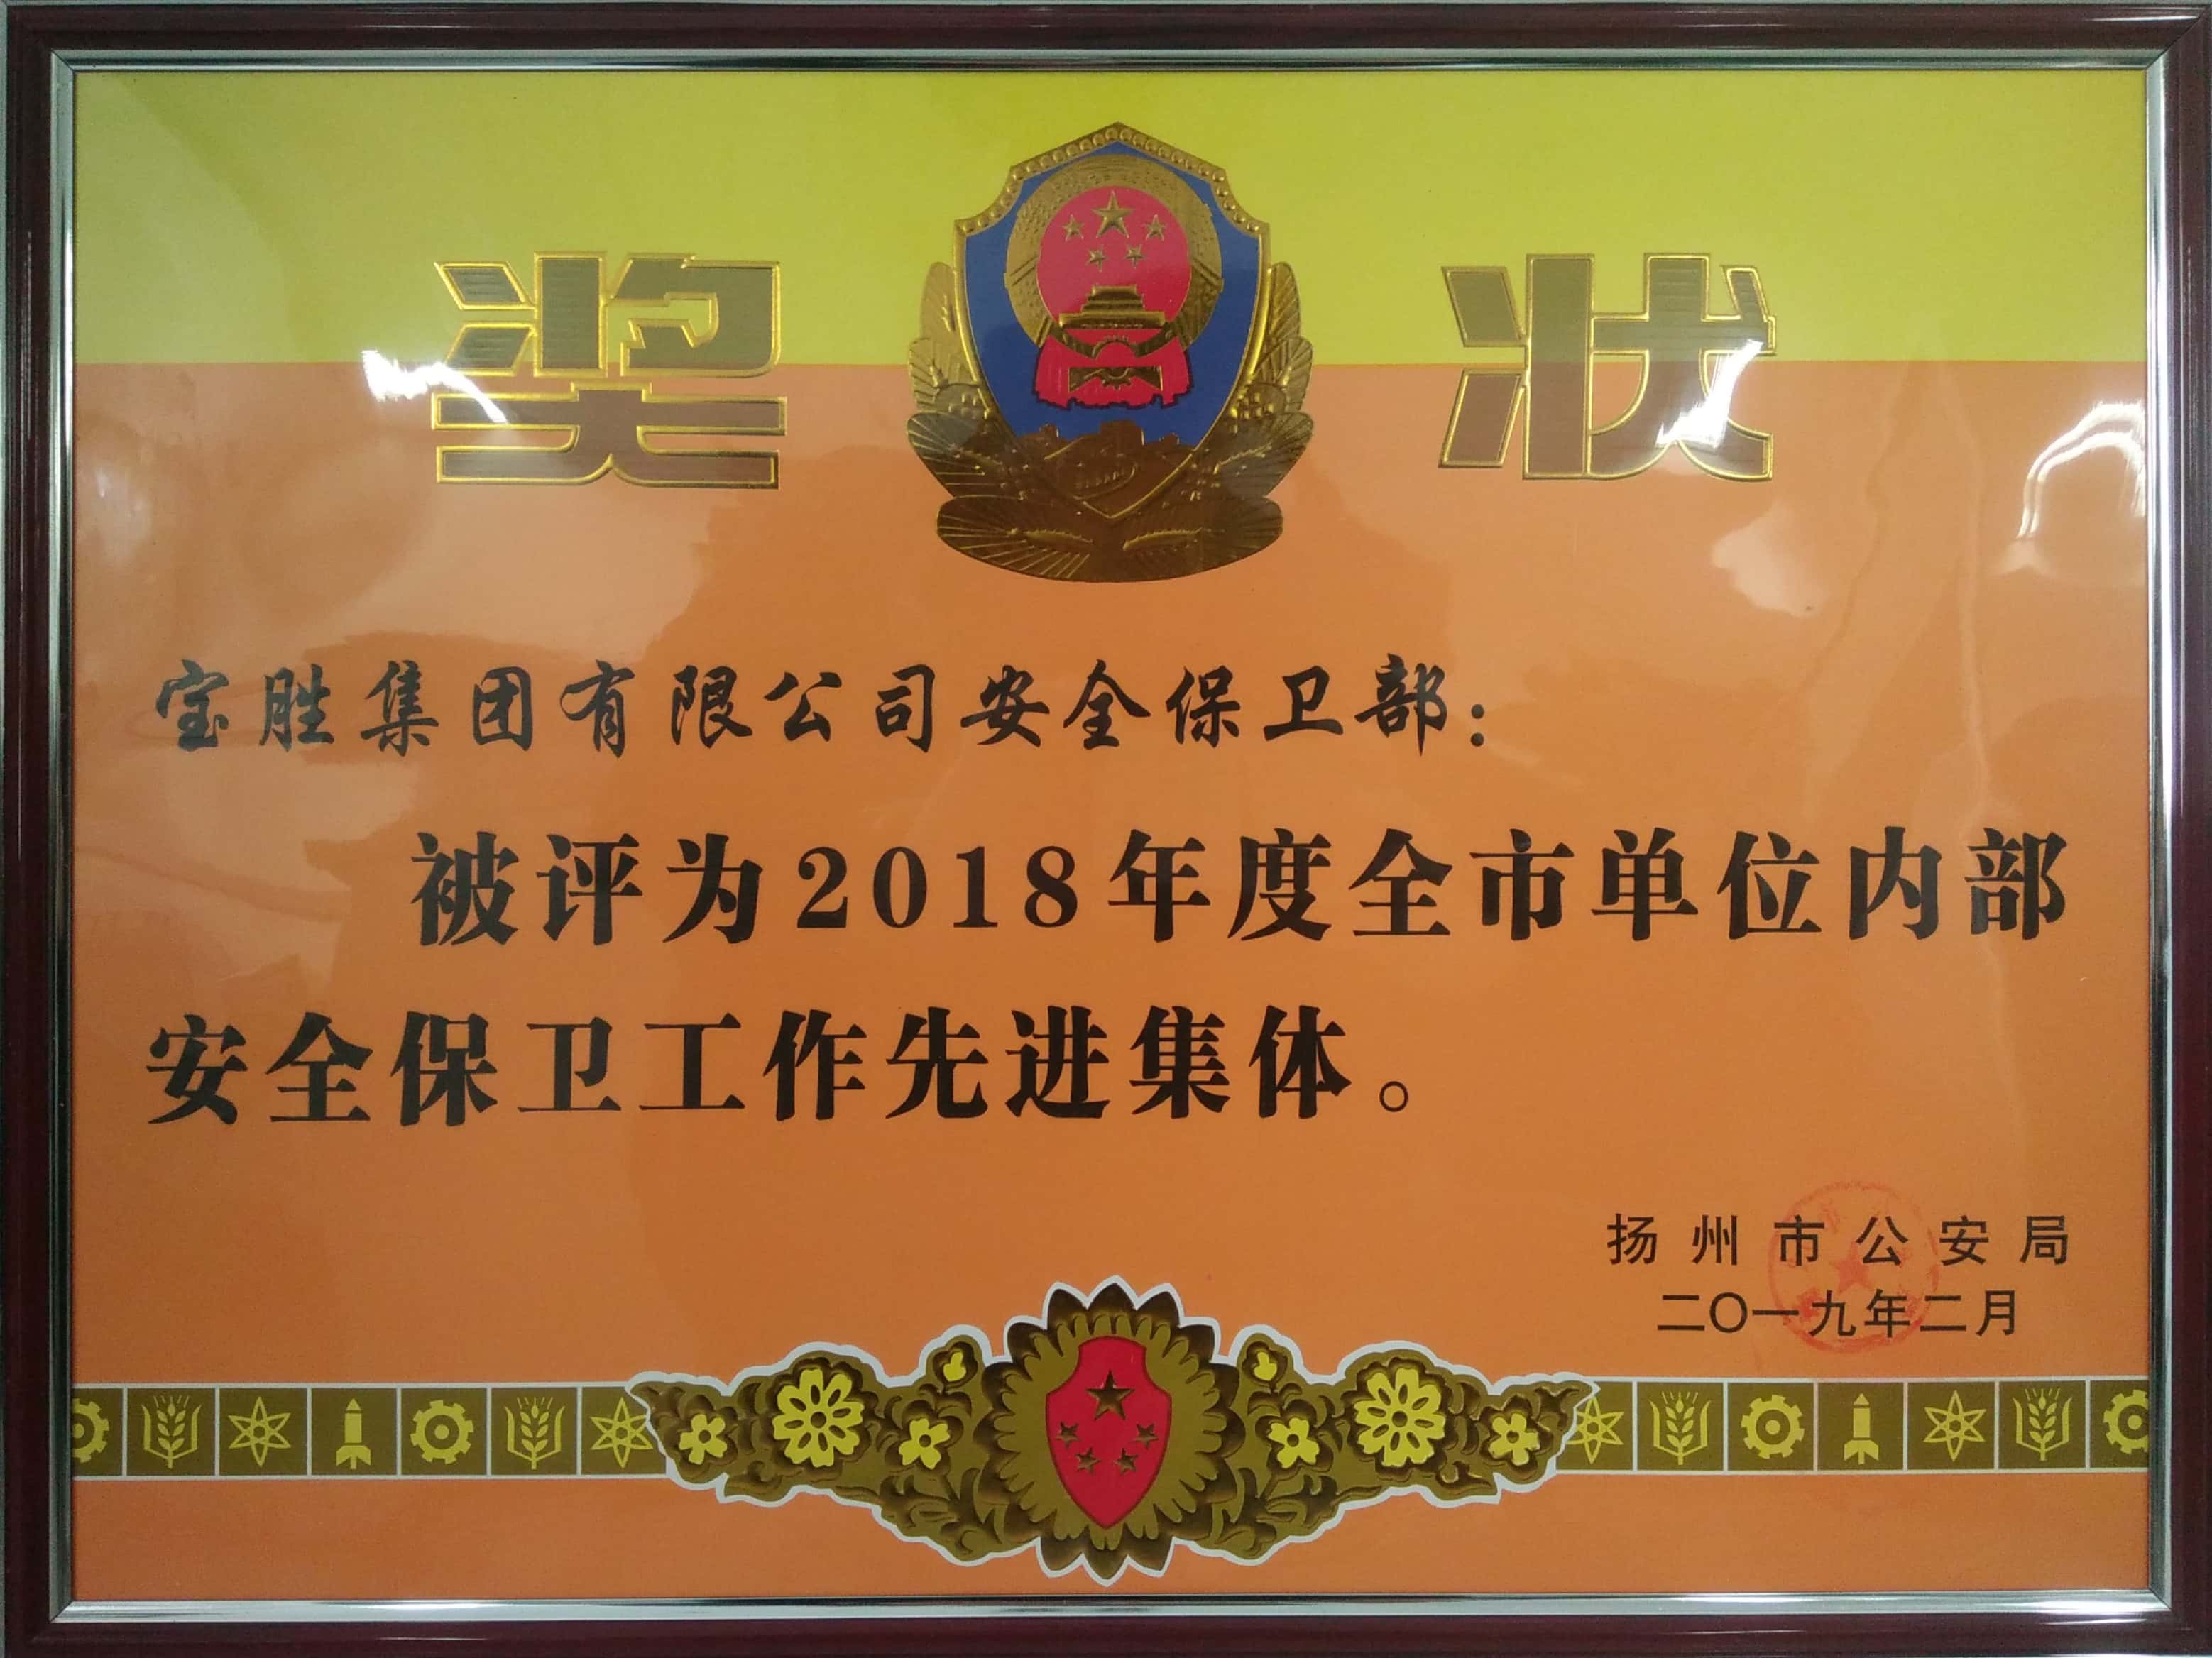 奖 状
宝胜集团有限公司安全保卫部：
被评为2018年度全市单位内部
安全保卫工作先进集体。
扬州市公安局
二〇一九年二月